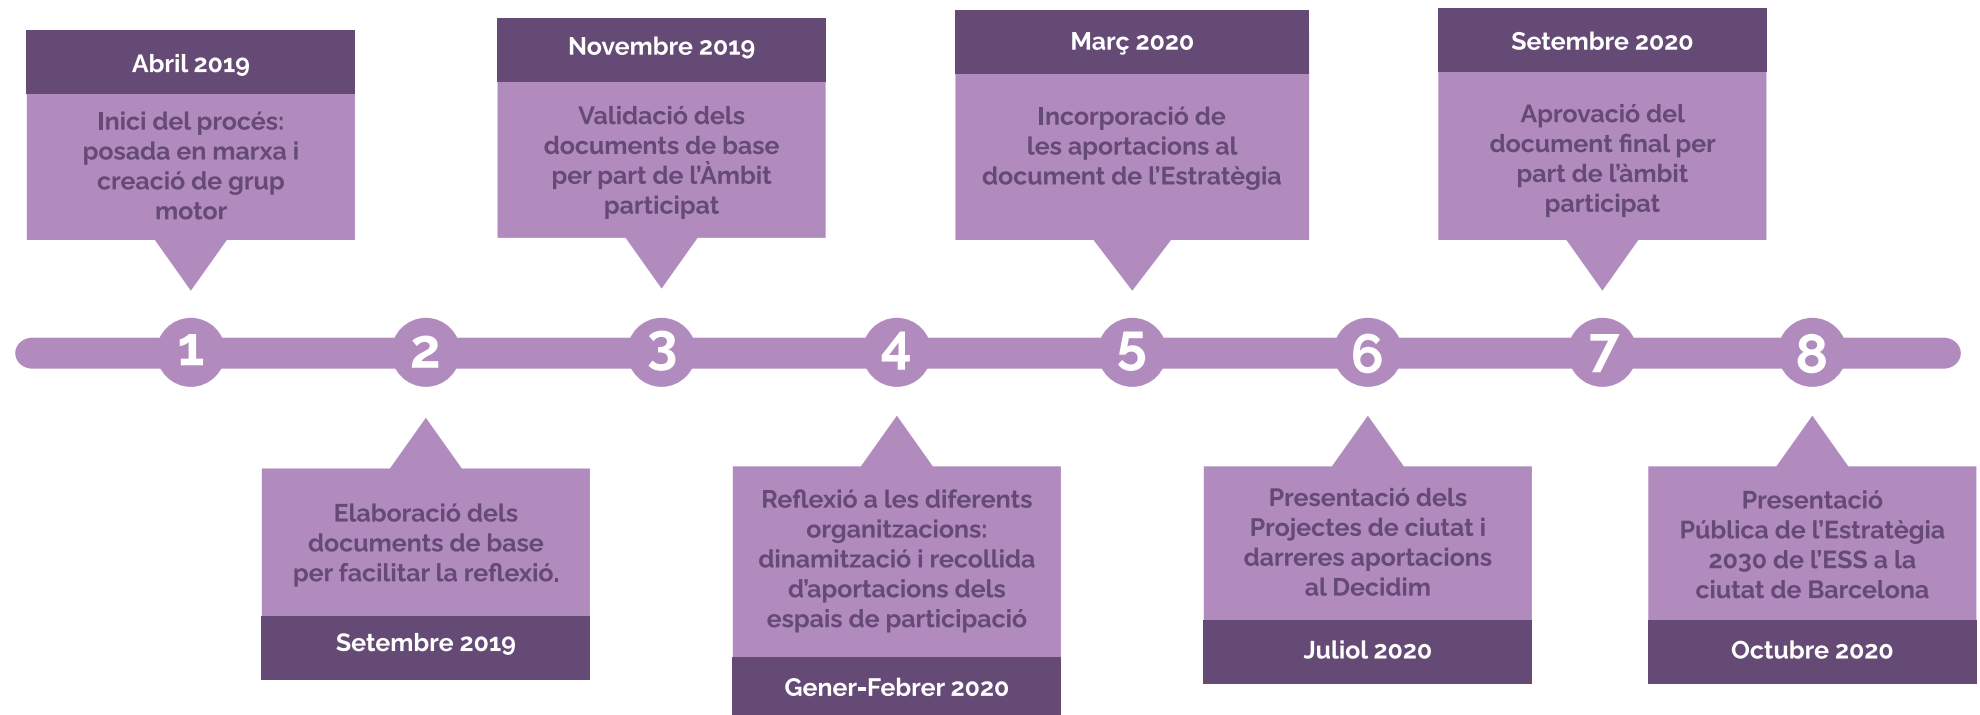 Abril 2019
Inici del procés:
posada en marxa i
creació de grup
motor
1
Elaboració dels
documents de base
per facilitar la reflexió.
Setembre 2019
2
Novembre 2019
Validació dels
documents de base
per part de l'Àmbit
participat
3
Reflexió a les diferents
organitzacions:
dinamització i recollida
d'aportacions dels
espais de participació
Gener-Febrer 2020
4
Març 2020
Incorporació de
les aportacions al
document de l'Estratègia
5
Presentació dels
Projectes de ciutat i
darreres aportacions
al Decidim
Juliol 2020
6
Setembre 2020
Aprovació del
document final per
part de l'àmbit
participat
7
Presentació
Pública de l'Estratègia
2030 de l'ESS a la
ciutat de Barcelona
Octubre 2020
8